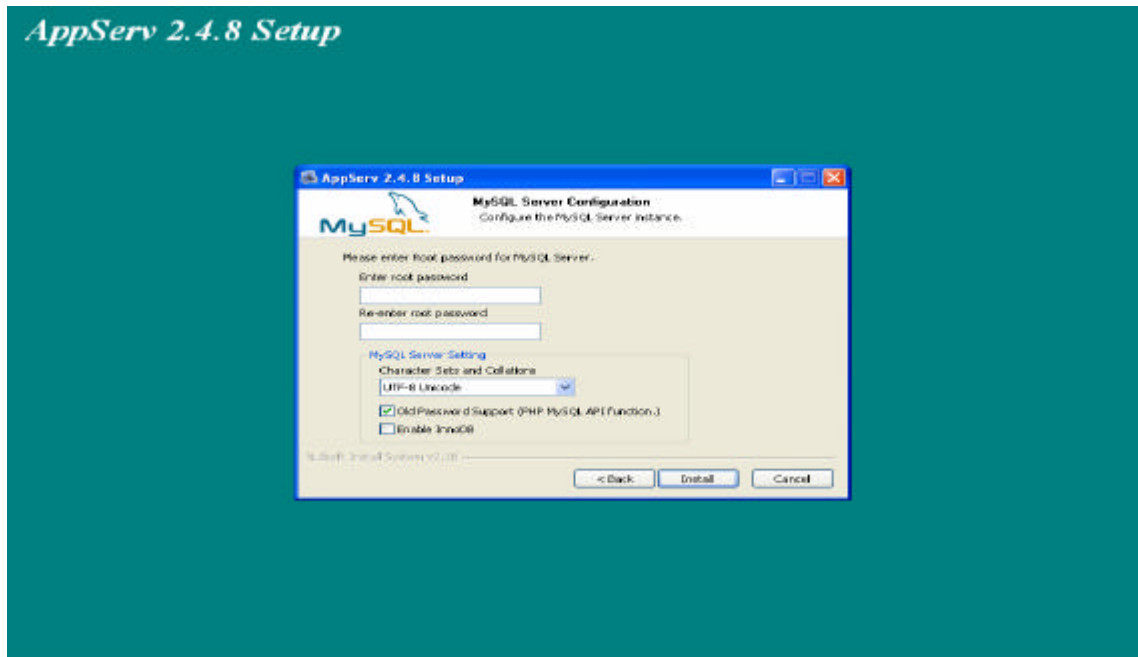 AppServ 2.4.8 Setup
AppServ 2.4.8 Setup
MySQL
MySQL Server Configuration
Configure the MySQL Server instance.
Please enter Root password for MySQL Server.
Enter root password
Re-enter root password
MySQL Server Setting
Character Sets and Collations
UTF-8 Unicode
Old Password Support (PHP MySQL API function.)
Enable InnoDB
Install System
< Back
Install
Cancel